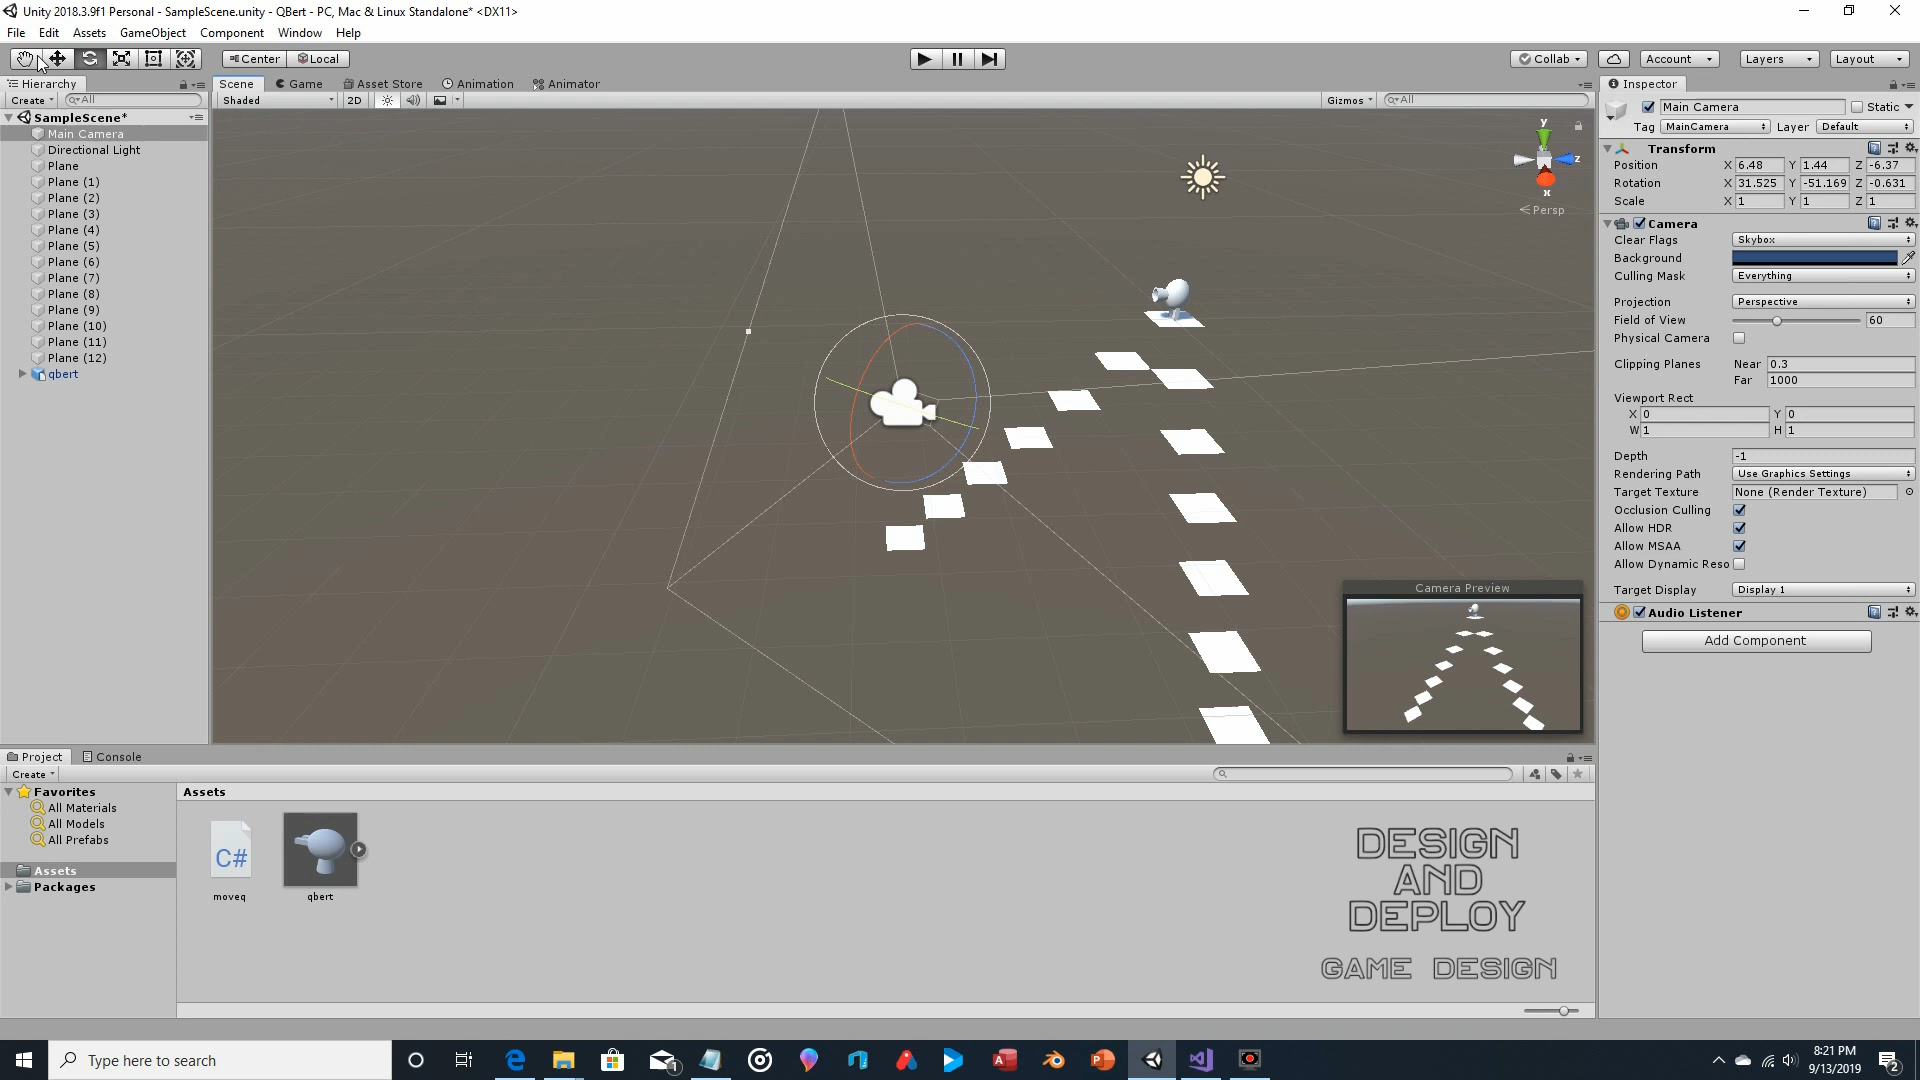 Unity 2018.3.9f1 Personal - SampleScene.unity - QBert - PC, Mac & Linux Standalone* <DX11>
File Edit Assets GameObject Component Window Help
Center Local Collab Account Layers Layout
Hierarchy
Create All
SampleScene*
Main Camera
Directional Light
Plane
Plane (1)
Plane (2)
Plane (3)
Plane (4)
Plane (5)
Plane (6)
Plane (7)
Plane (8)
Plane (9)
Plane (10)
Plane (11)
Plane (12)
qbert
Scene Game Asset Store Animation Animator
Shaded 2D Gizmos All
y
z
x
Persp
Camera Preview
Inspector
Main Camera Static
Tag MainCamera Layer Default
Transform
Position X 6.48 Y 1.44 Z -6.37
Rotation X 31.525 Y -51.169 Z -0.631
Scale X 1 Y 1 Z 1
Camera
Clear Flags Skybox
Background
Culling Mask Everything
Projection Perspective
Field of View 60
Physical Camera
Clipping Planes Near 0.3
Far 1000
Viewport Rect
X 0 Y 0
W 1 H 1
Depth -1
Rendering Path Use Graphics Settings
Target Texture None (Render Texture)
Occlusion Culling
Allow HDR
Allow MSAA
Allow Dynamic Reso
Target Display Display 1
Audio Listener
Add Component
Project Console
Create
Favorites
All Materials
All Models
All Prefabs
Assets
Packages
Assets
C#
moveq qbert
DESIGN
AND
DEPLOY
GAME DESIGN
Type here to search
1
8:21 PM
9/13/2019
2